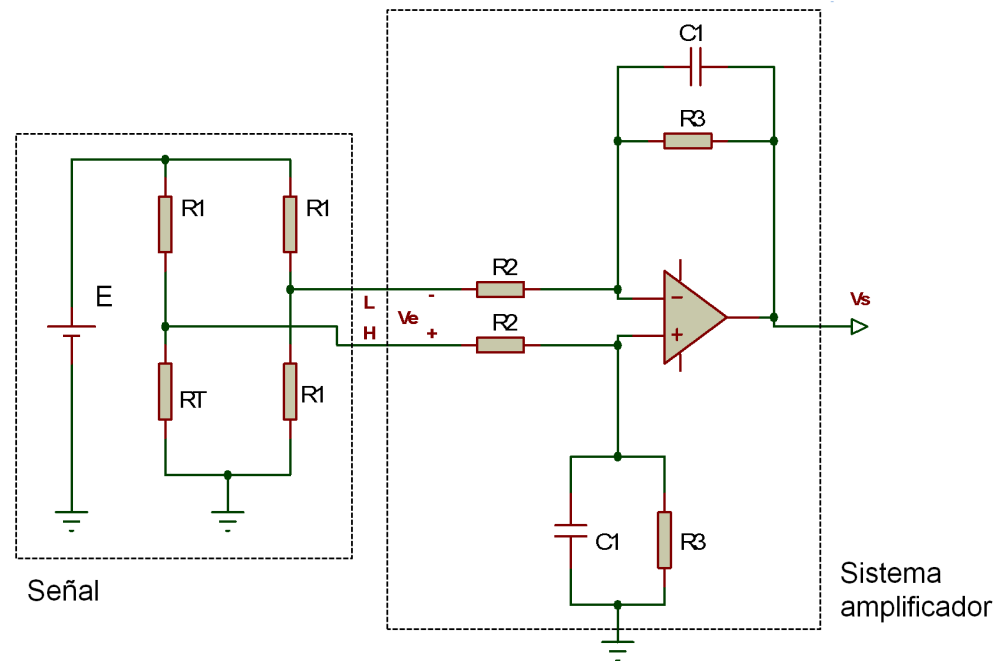 C1
R3
R1
R1
E
L
-
Ve
R2
H
+
R2
-
+
Vs
RT
R1
C1
R3
Señal
Sistema
amplificador